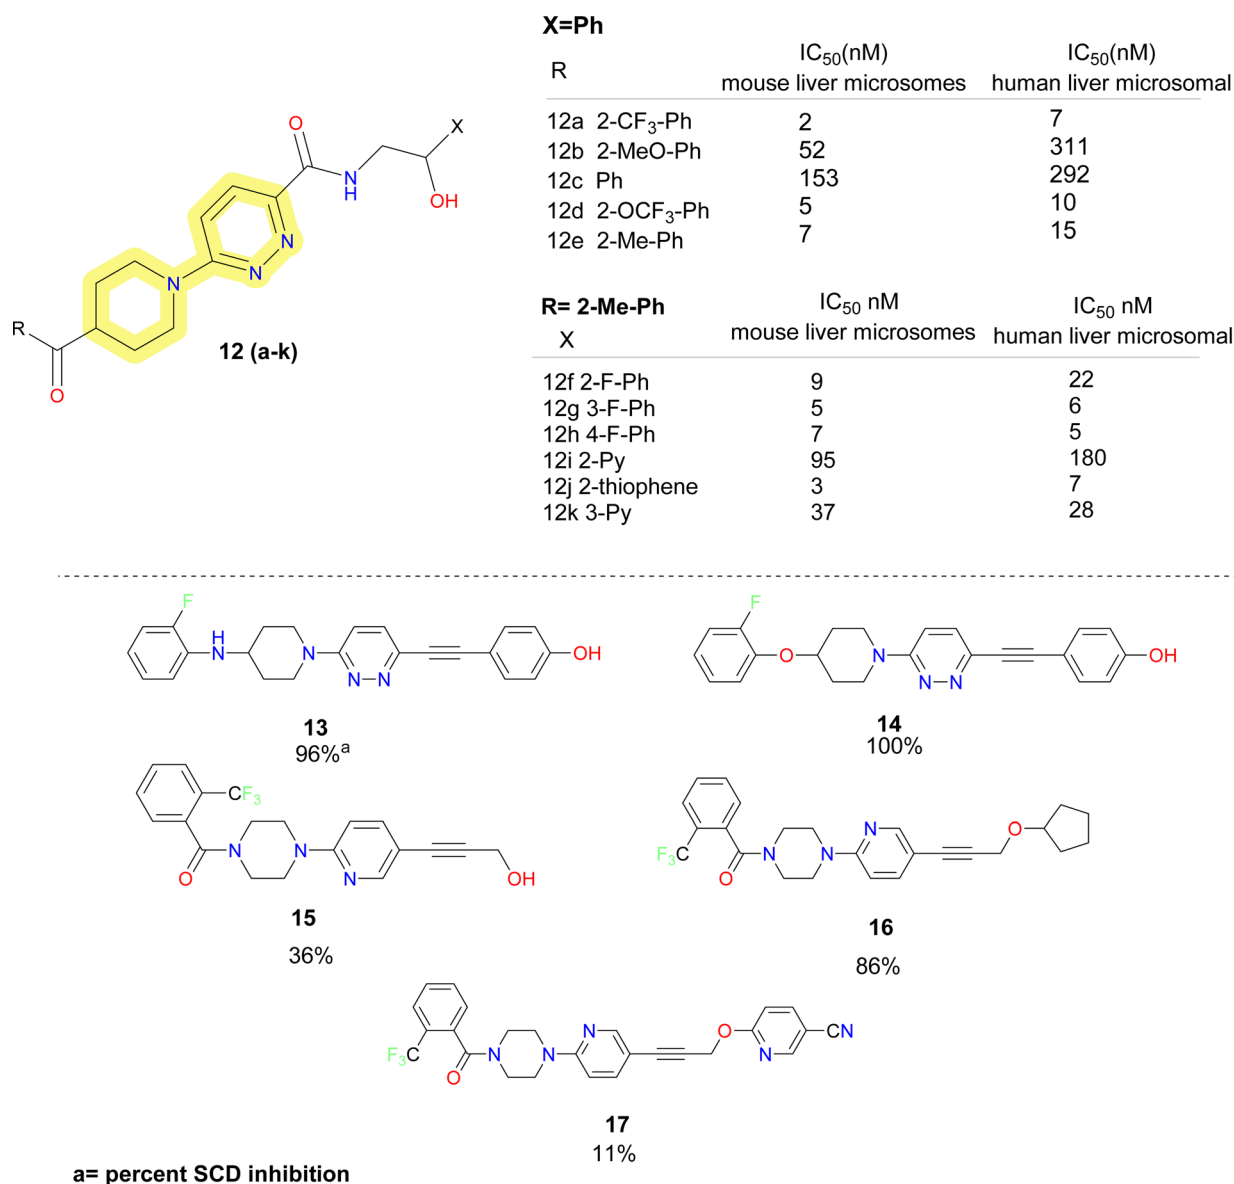 X=Ph
R
IC50(nM)
mouse liver microsomes
IC50(nM)
human liver microsomal
12a 2-CF3-Ph 2 7
12b 2-MeO-Ph 52 311
12c Ph 153 292
12d 2-OCF3-Ph 5 10
12e 2-Me-Ph 7 15
O
X
N
H
OH
N
N
N
R
O
12 (a-k)
R= 2-Me-Ph
X
IC50 nM
mouse liver microsomes
IC50 nM
human liver microsomal
12f 2-F-Ph 9 22
12g 3-F-Ph 5 6
12h 4-F-Ph 7 5
12i 2-Py 95 180
12j 2-thiophene 3 7
12k 3-Py 37 28
F
H
N
N
N
N
OH
13
96%a
F
O
N
N
N
OH
14
100%
CF3
O
N
N
N
OH
15
36%
F3C
O
N
N
N
O
16
86%
F3C
O
N
N
N
O
N
CN
17
11%
a= percent SCD inhibition